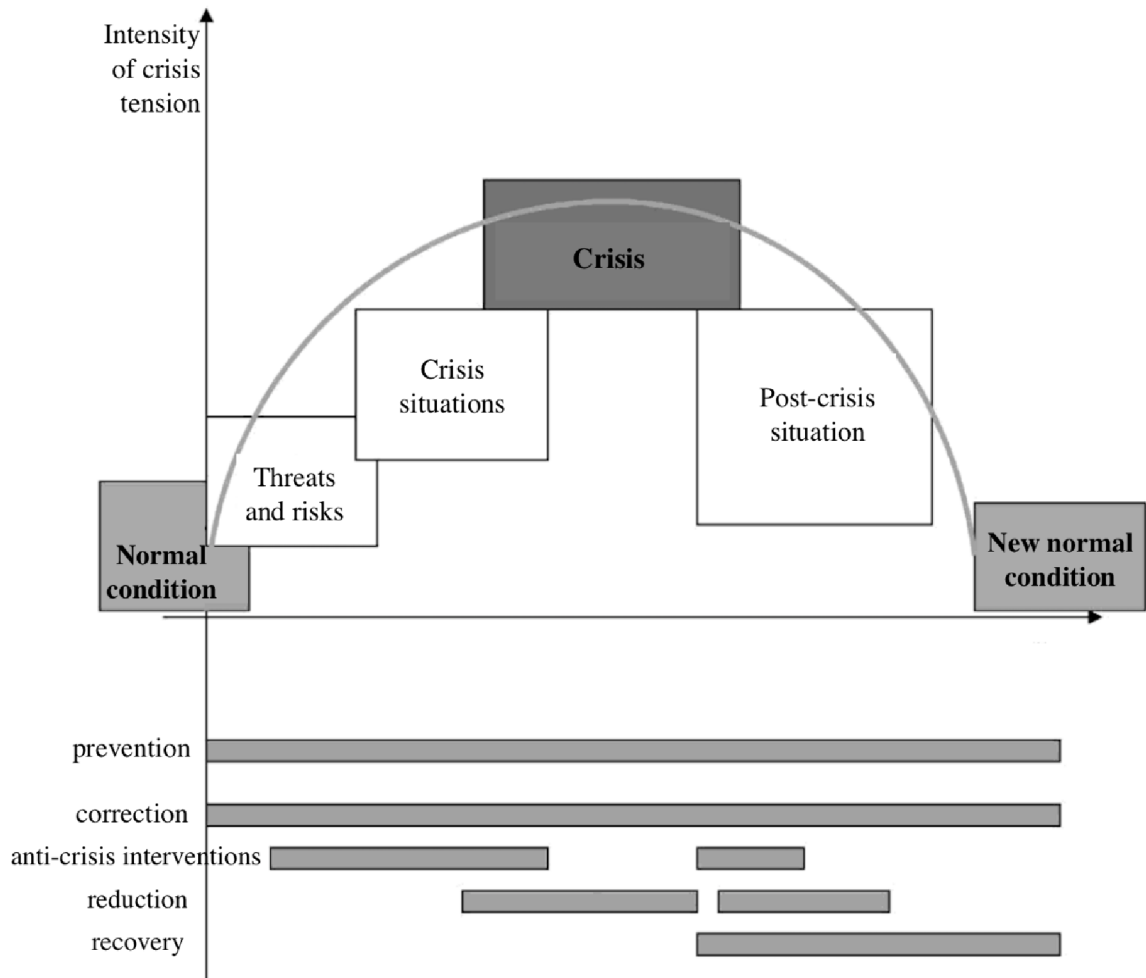 Intensity
of crisis
tension
Crisis
Crisis
situations
Post-crisis
situation
Threats
and risks
Normal
condition
New normal
condition
prevention
correction
anti-crisis interventions
reduction
recovery